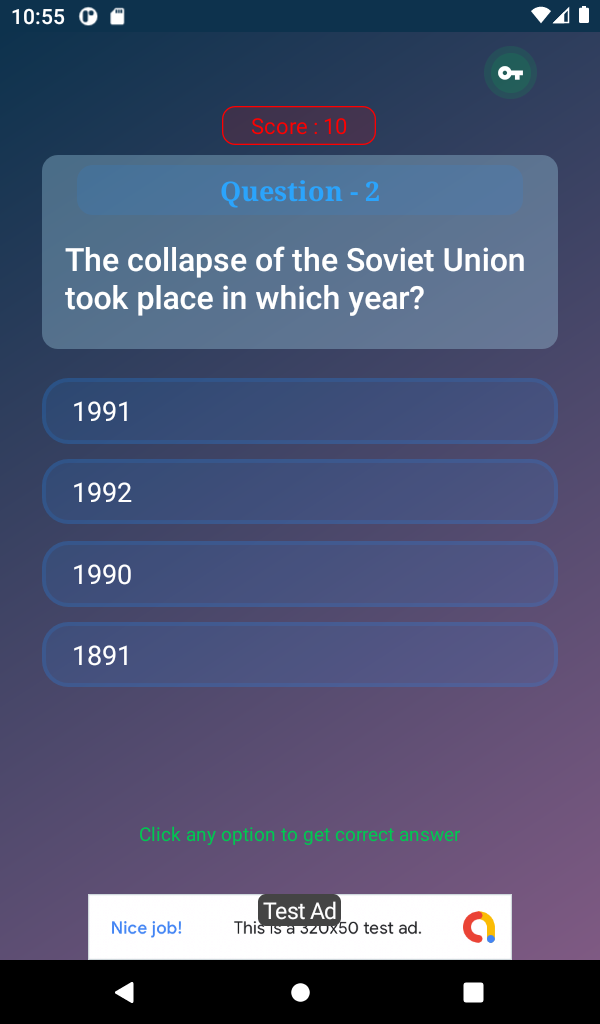 10:55
Score : 10
Question - 2
The collapse of the Soviet Union
took place in which year?
1991
1992
1990
1891
Click any option to get correct answer
Test Ad
Nice job!
This is a 320x50 test ad.